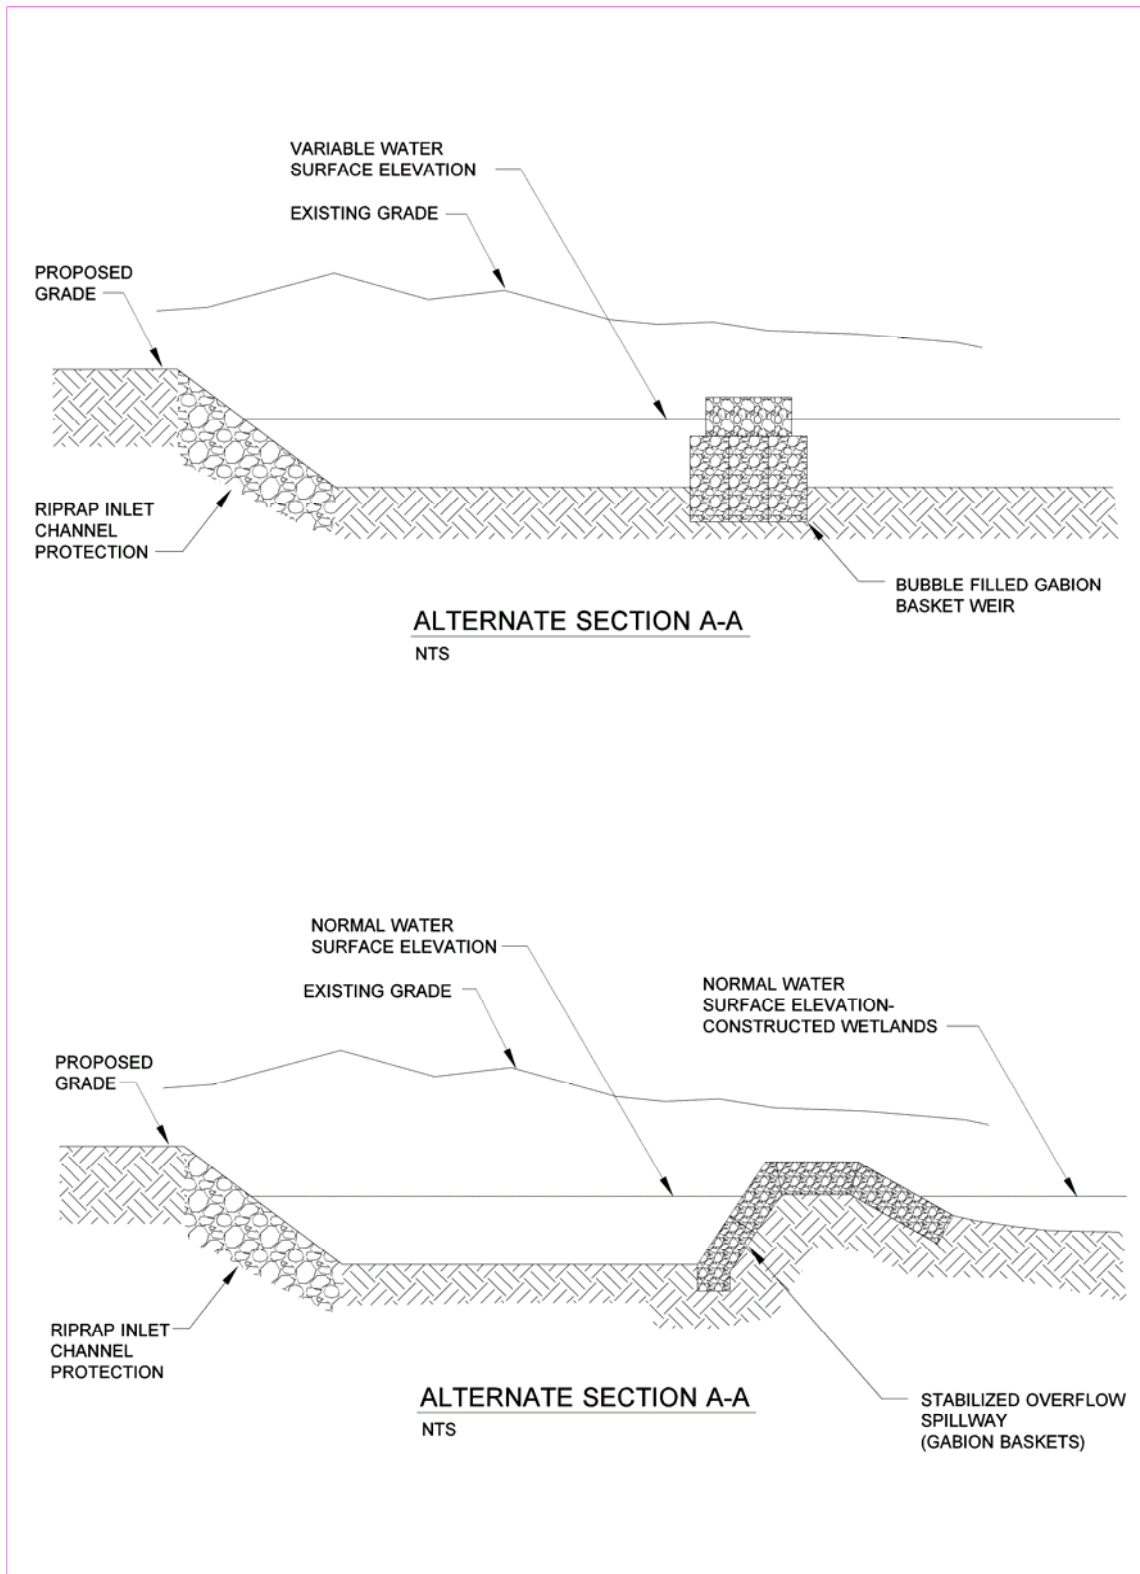 VARIABLE WATER
SURFACE ELEVATION
EXISTING GRADE
PROPOSED
GRADE
RIPRAP INLET
CHANNEL
PROTECTION
BUBBLE FILLED GABION
BASKET WEIR
ALTERNATE SECTION A-A
NTS
NORMAL WATER
SURFACE ELEVATION
EXISTING GRADE
NORMAL WATER
SURFACE ELEVATION-
CONSTRUCTED WETLANDS
PROPOSED
GRADE
RIPRAP INLET
CHANNEL
PROTECTION
STABILIZED OVERFLOW
SPILLWAY
(GABION BASKETS)
ALTERNATE SECTION A-A
NTS